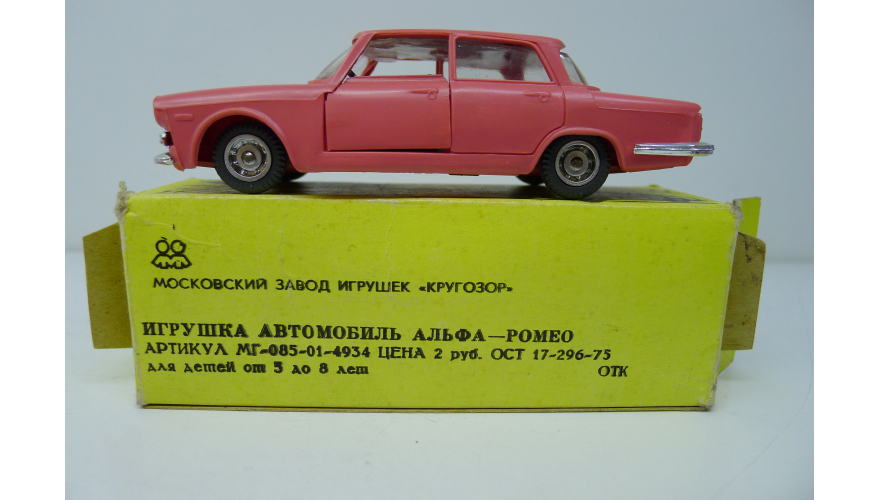 МОСКОВСКИЙ ЗАВОД ИГРУШЕК «КРУГОЗОР»
ИГРУШКА АВТОМОБИЛЬ АЛЬФА—РОМЕО
АРТИКУЛ МГ-085-01-4934 ЦЕНА 2 руб. ОСТ 17-296-75
для детей от 5 до 8 лет ОТК